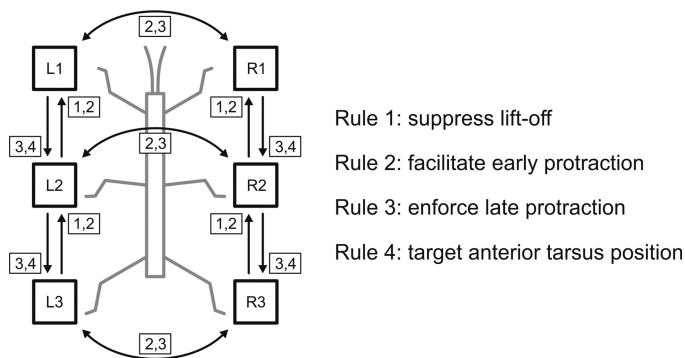 2,3
L1
R1
1,2
1,2
3,4
3,4
2,3
L2
R2
1,2
1,2
3,4
3,4
L3
R3
2,3
Rule 1: suppress lift-off
Rule 2: facilitate early protraction
Rule 3: enforce late protraction
Rule 4: target anterior tarsus position